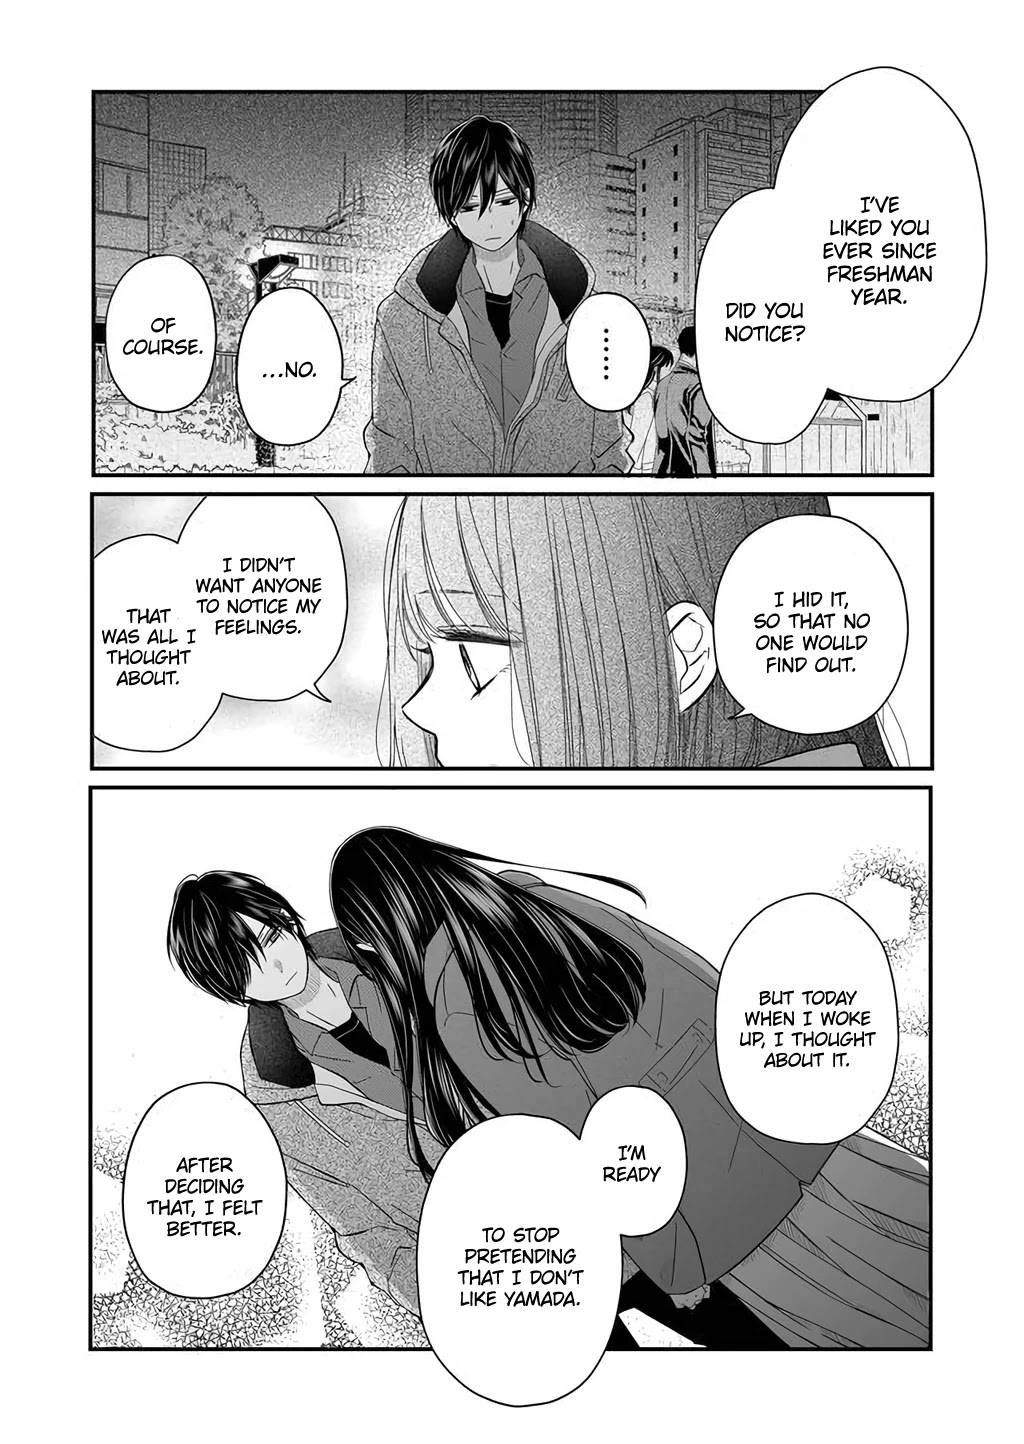 I'VE
LIKED YOU
EVER SINCE
FRESHMAN
YEAR.
DID YOU
NOTICE?
......
...NO.
OF
COURSE.
I HID IT,
SO THAT NO
ONE WOULD
FIND OUT.
I DIDN'T
WANT ANYONE
TO NOTICE MY
FEELINGS.
THAT
WAS ALL I
THOUGHT
ABOUT.
BUT TODAY
WHEN I WOKE
UP, I THOUGHT
ABOUT IT.
I'M
READY
TO STOP
PRETENDING
THAT I DON'T
LIKE YAMADA.
AFTER
DECIDING
THAT, I FELT
BETTER.